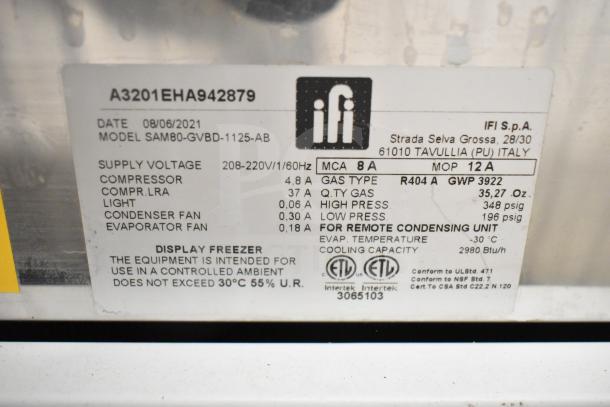 A3201EHA942879
ifi
IFI S.p.A.
DATE 08/06/2021
Strada Selva Grossa, 28/30
MODEL SAM80-GVBD-1125-AB
61010 TAVULLIA (PU) ITALY
SUPPLY VOLTAGE 208-220V/1/60Hz MCA 8 A MOP 12 A
COMPRESSOR 4,8 A GAS TYPE R404 A GWP 3922
COMPR.LRA 37 A Q.TY GAS 35,27 Oz.
LIGHT 0,06 A HIGH PRESS 348 psig
CONDENSER FAN 0,30 A LOW PRESS 196 psig
EVAPORATOR FAN 0,18 A FOR REMOTE CONDENSING UNIT
EVAP. TEMPERATURE -30 °C
COOLING CAPACITY 2980 Btu/h
DISPLAY FREEZER
THE EQUIPMENT IS INTENDED FOR
USE IN A CONTROLLED AMBIENT
DOES NOT EXCEED 30°C 55% U.R.
ETL ETL
Intertek Intertek
3065103
Conform to ULStd. 471
Conform to NSF Std. 7
Cert.To CSA Std C22.2 N.120